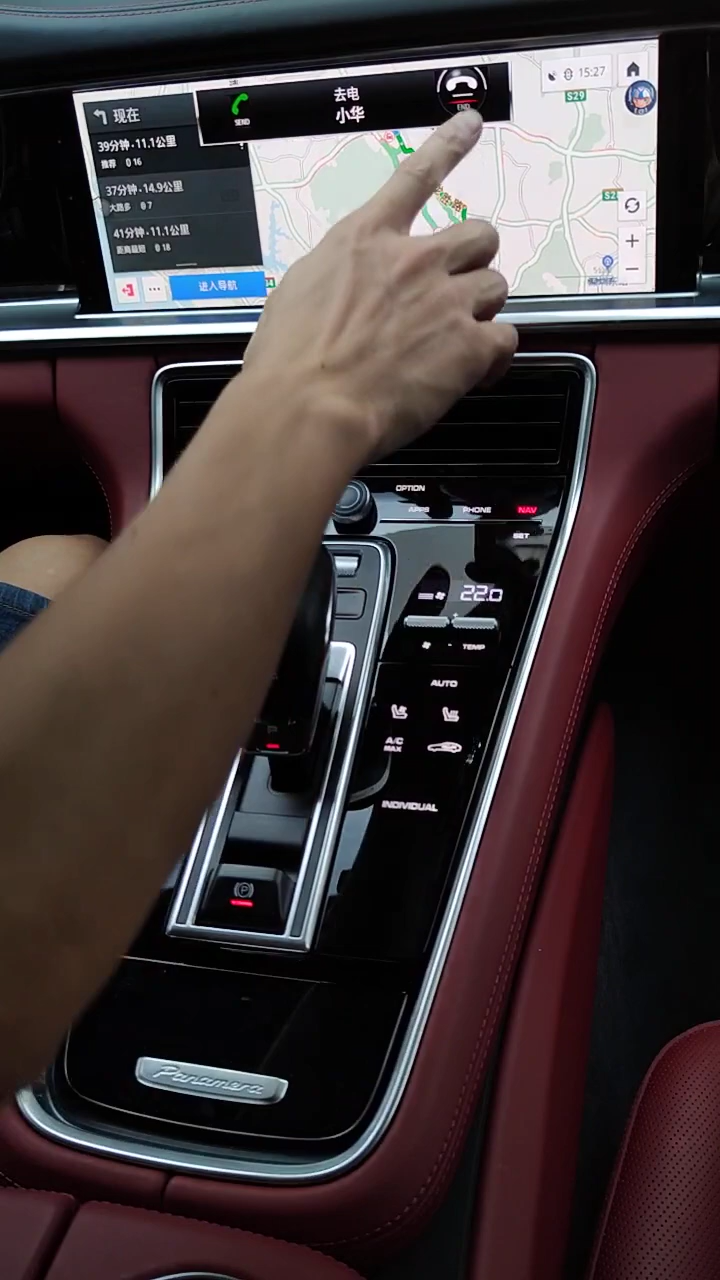 去电
小华
SEND
END
15:27
S29
现在
39分钟·11.1公里
推荐 16
37分钟·14.9公里
大路多 7
41分钟·11.1公里
距离最短 18
进入导航
OPTION
APPS PHONE NAV
SET
22.0
TEMP
AUTO
A/C
MAX
INDIVIDUAL
P
P
Panamera